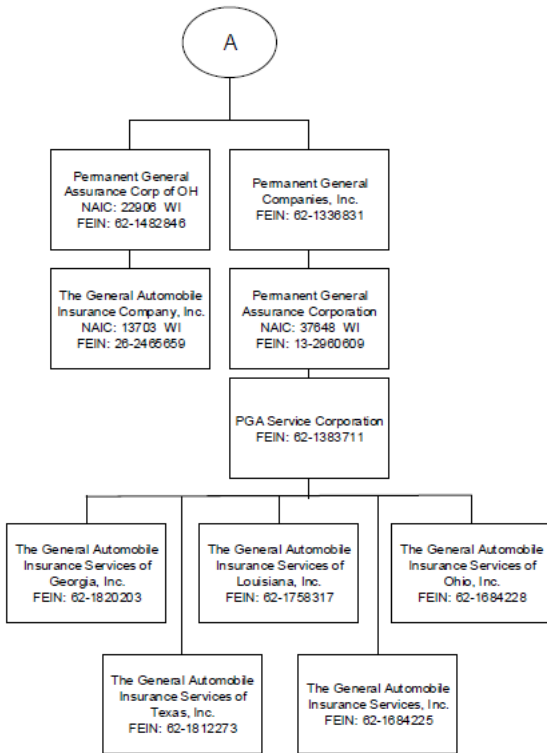 A
Permanent General
Assurance Corp of OH
NAIC: 22906 WI
FEIN: 62-1482846
Permanent General
Companies, Inc.
FEIN: 62-1336831
The General Automobile
Insurance Company, Inc.
NAIC: 13703 WI
FEIN: 26-2465659
Permanent General
Assurance Corporation
NAIC: 37648 WI
FEIN: 13-2960609
PGA Service Corporation
FEIN: 62-1383711
The General Automobile
Insurance Services of
Georgia, Inc.
FEIN: 62-1820203
The General Automobile
Insurance Services of
Louisiana, Inc.
FEIN: 62-1758317
The General Automobile
Insurance Services of
Ohio, Inc.
FEIN: 62-1684228
The General Automobile
Insurance Services of
Texas, Inc.
FEIN: 62-1812273
The General Automobile
Insurance Services, Inc.
FEIN: 62-1684225